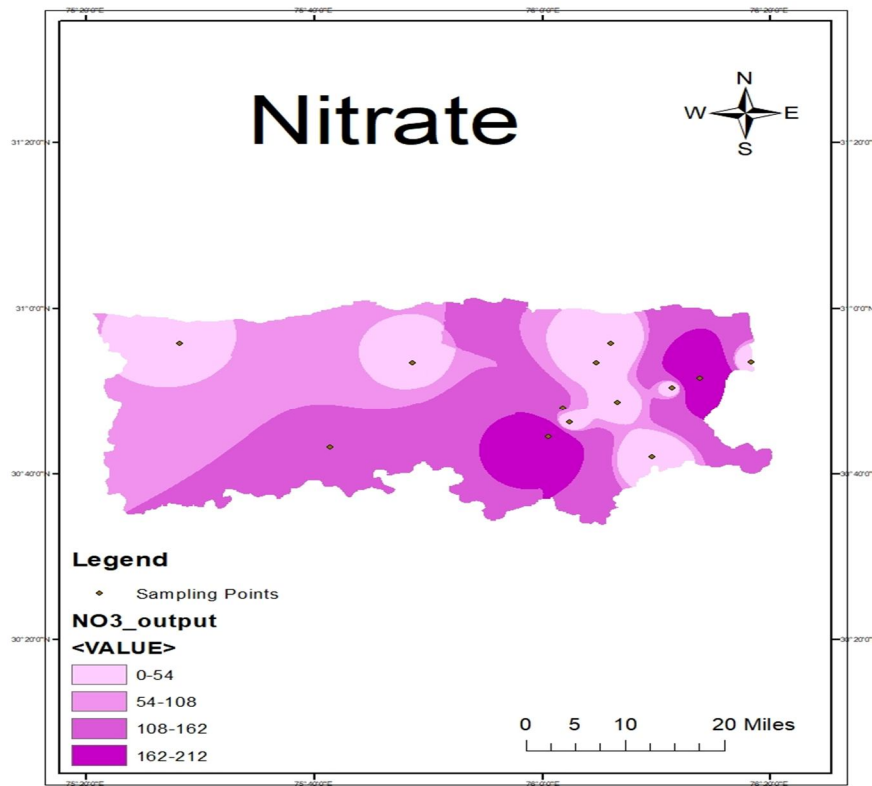 75°20'0"E 75°40'0"E 76°0'0"E 76°20'0"E
Nitrate
N
W E
S
31°20'0"N 31°20'0"N
31°0'0"N 31°0'0"N
30°40'0"N 30°40'0"N
Legend
Sampling Points
NO3_output
<VALUE>
30°20'0"N 30°20'0"N
0-54
54-108
108-162
162-212
0 5 10 20 Miles
75°20'0"E 75°40'0"E 76°0'0"E 76°20'0"E